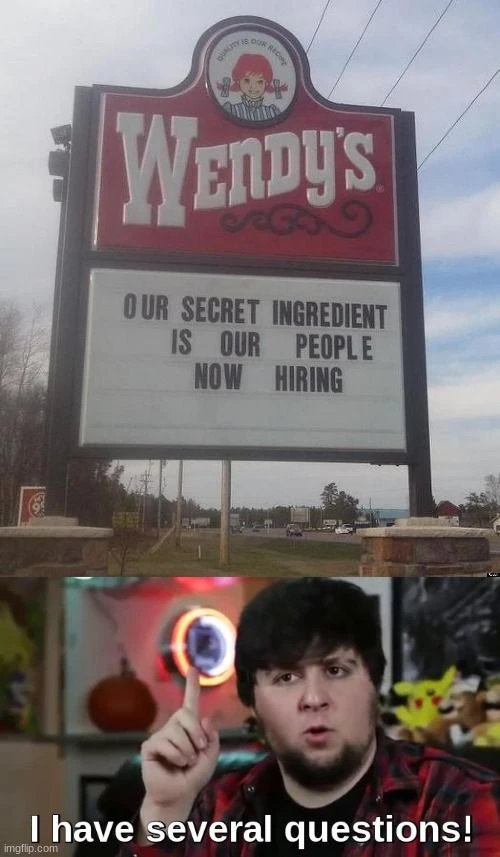 QUALITY IS OUR RECIPE
WENDY'S
OUR SECRET INGREDIENT
IS OUR PEOPLE
NOW HIRING
I have several questions!
imgflip.com